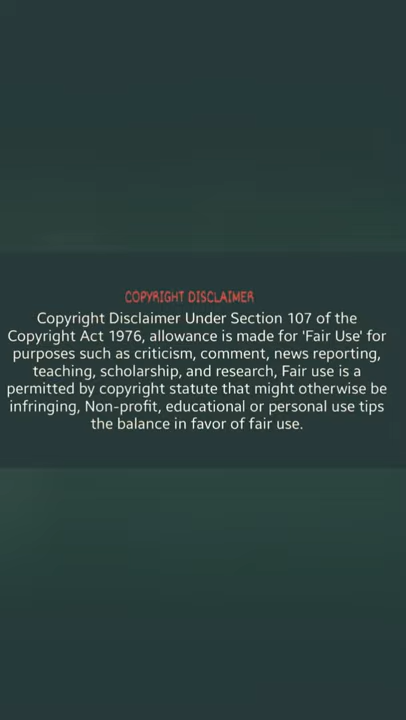 COPYRIGHT DISCLAIMER
Copyright Disclaimer Under Section 107 of the
Copyright Act 1976, allowance is made for 'Fair Use' for
purposes such as criticism, comment, news reporting,
teaching, scholarship, and research, Fair use is a
permitted by copyright statute that might otherwise be
infringing, Non-profit, educational or personal use tips
the balance in favor of fair use.